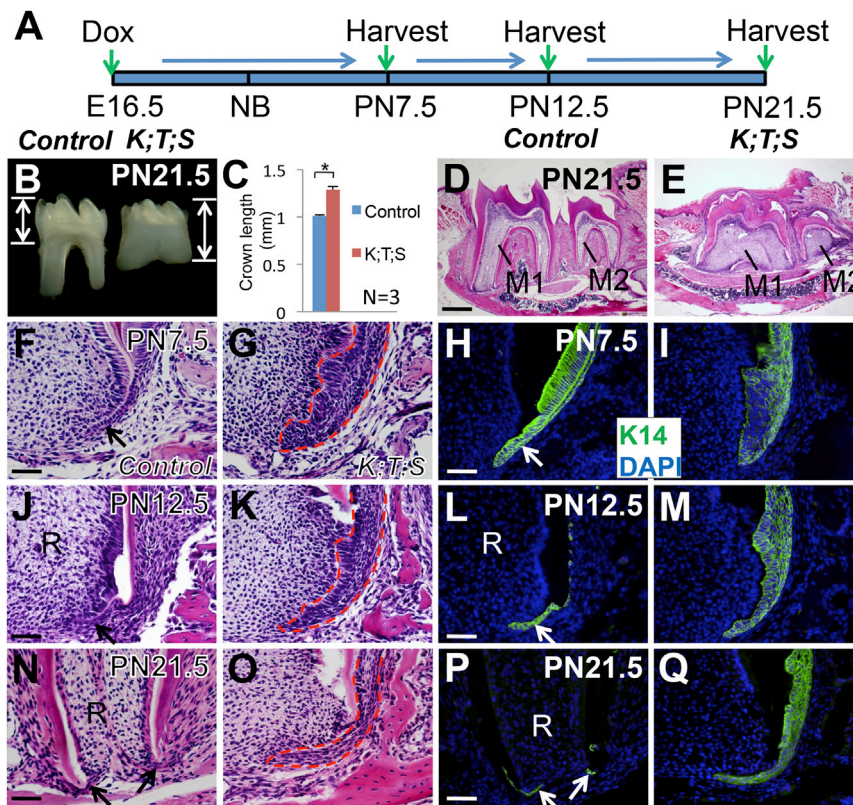 A
Dox Harvest Harvest Harvest
E16.5 NB PN7.5 PN12.5 PN21.5
Control K;T;S Control K;T;S
B PN21.5
C
Crown length
(mm)
1.5
1
0.5
0
*
Control
K;T;S
N=3
D PN21.5
M1 M2
E
M1 M2
F PN7.5
Control
G
K;T;S
H PN7.5
I
K14
DAPI
J PN12.5
R
K
L PN12.5
R
M
N PN21.5
R
O
P PN21.5
R
Q